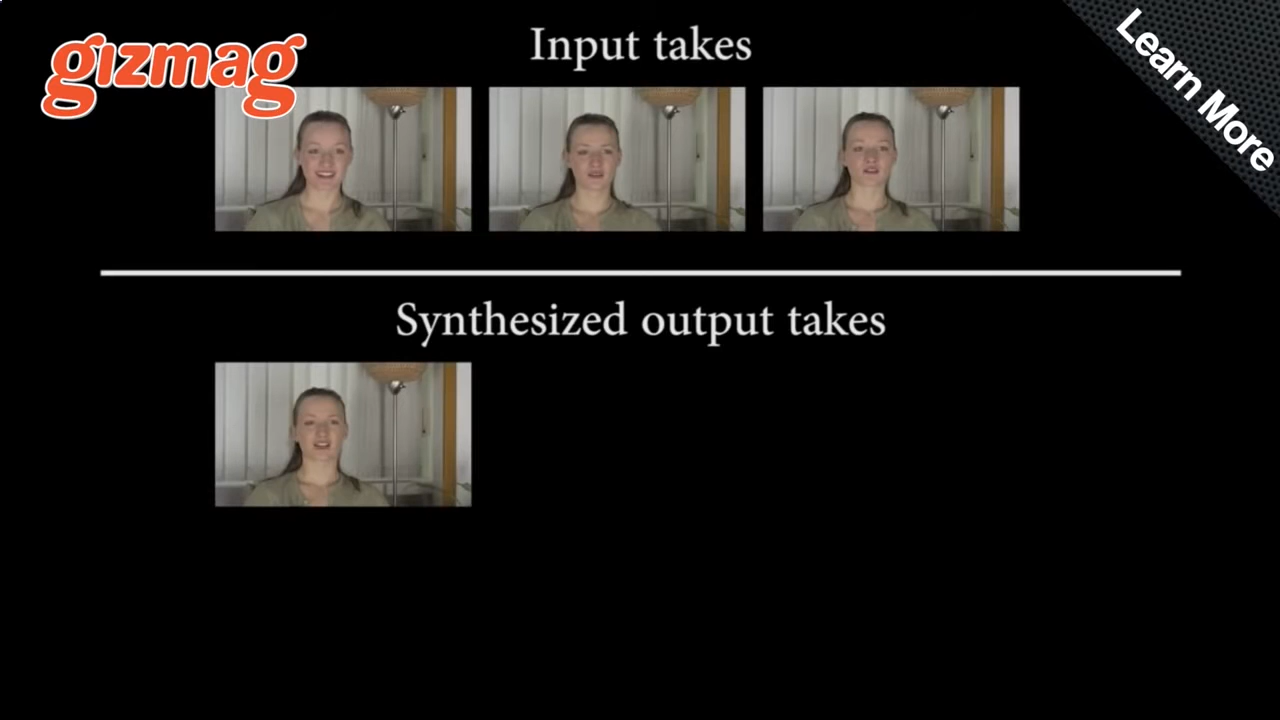 gizmag
Input takes
Learn More
Synthesized output takes